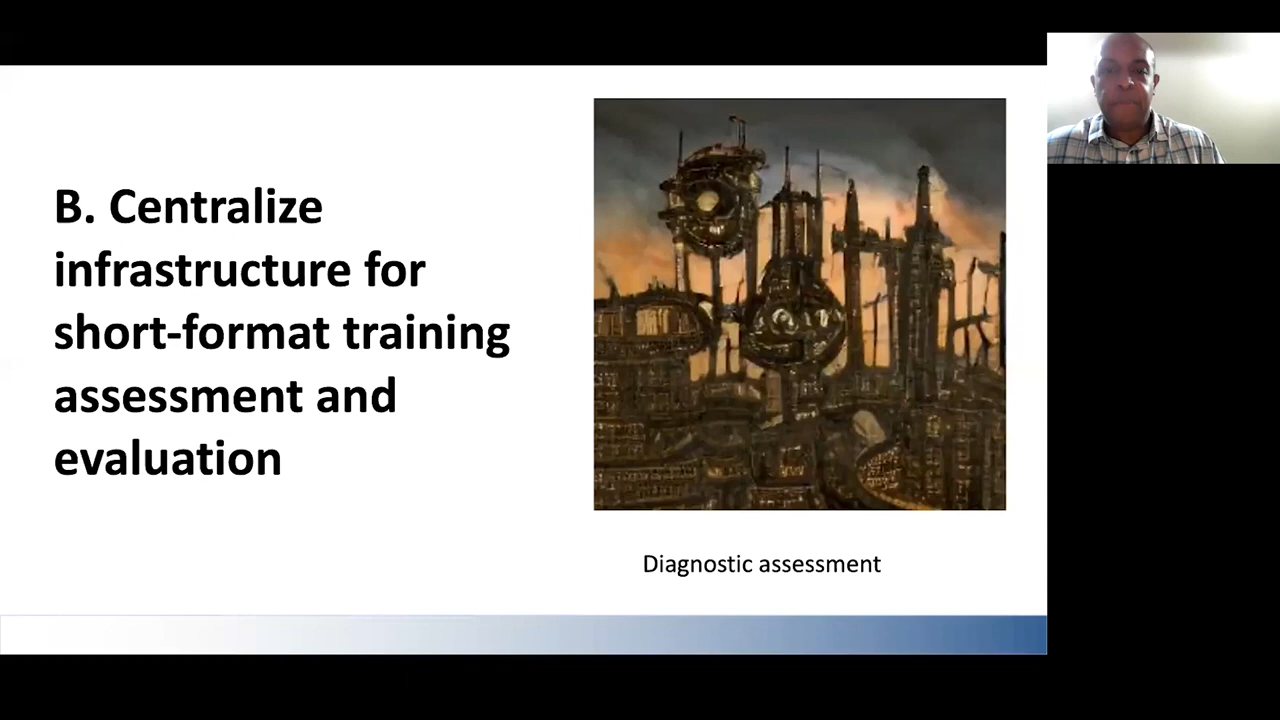 B. Centralize
infrastructure for
short-format training
assessment and
evaluation
Diagnostic assessment